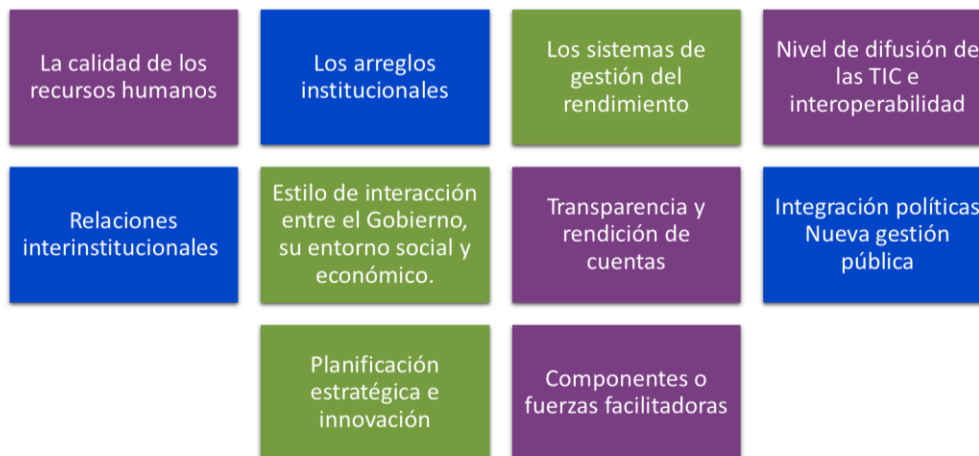 La calidad de los
recursos humanos
Los arreglos
institucionales
Los sistemas de
gestión del
rendimiento
Nivel de difusión de
las TIC e
interoperabilidad
Relaciones
interinstitucionales
Estilo de interacción
entre el Gobierno,
su entorno social y
económico.
Transparencia y
rendición de
cuentas
Integración políticas
Nueva gestión
pública
Planificación
estratégica e
innovación
Componentes o
fuerzas facilitadoras